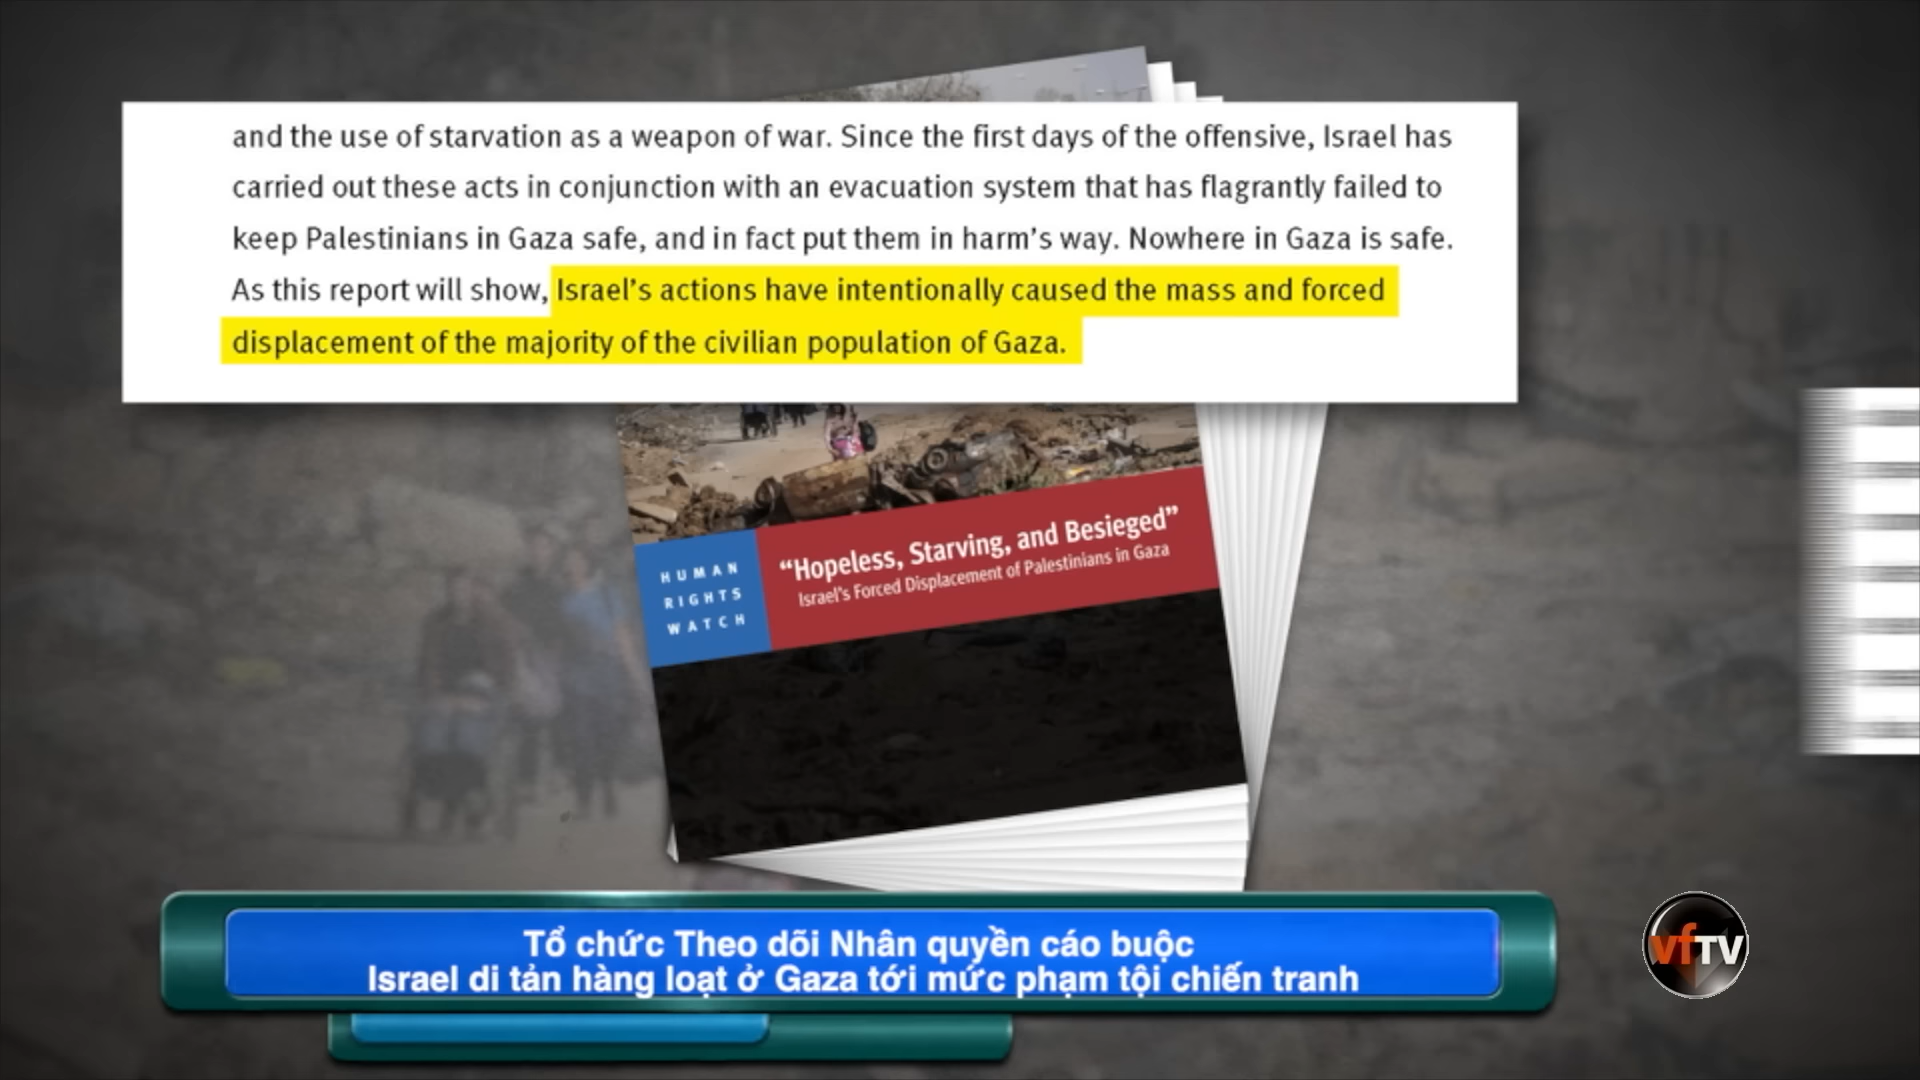 and the use of starvation as a weapon of war. Since the first days of the offensive, Israel has
carried out these acts in conjunction with an evacuation system that has flagrantly failed to
keep Palestinians in Gaza safe, and in fact put them in harm's way. Nowhere in Gaza is safe.
As this report will show, Israel's actions have intentionally caused the mass and forced
displacement of the majority of the civilian population of Gaza.
HUMAN
RIGHTS
WATCH
“Hopeless, Starving, and Besieged”
Israel's Forced Displacement of Palestinians in Gaza
Tổ chức Theo dõi Nhân quyền cáo buộc
Israel di tản hàng loạt ở Gaza tới mức phạm tội chiến tranh
vfTV